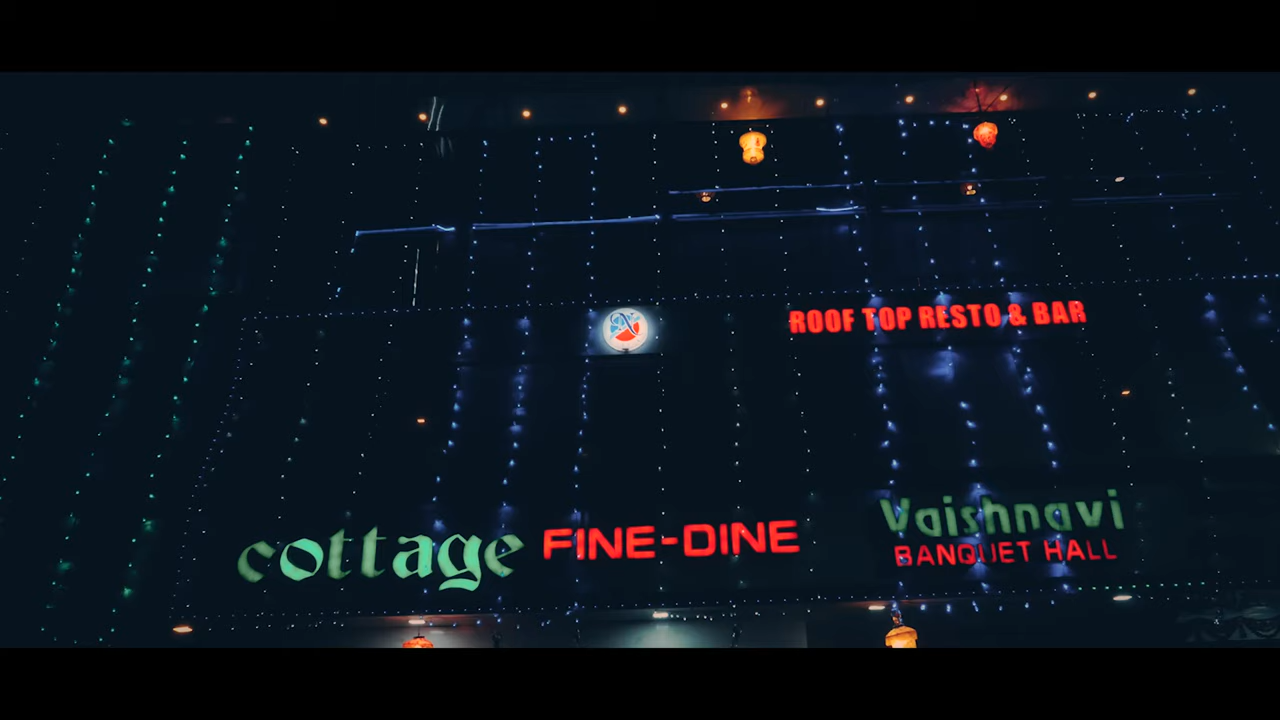 ROOF TOP RESTO & BAR
cottage FINE-DINE
Vaishnavi
BANQUET HALL